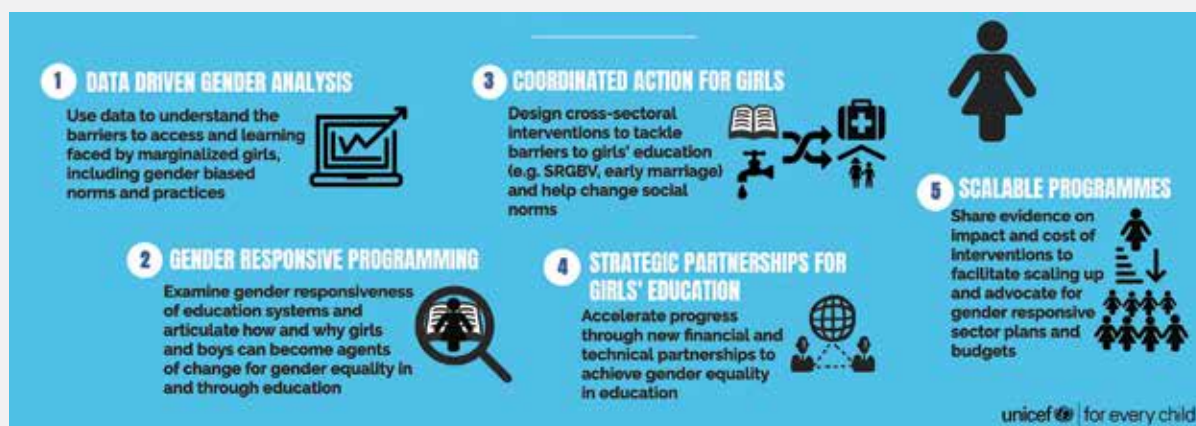 1 DATA DRIVEN GENDER ANALYSIS
Use data to understand the
barriers to access and learning
faced by marginalized girls,
including gender biased
norms and practices
2 GENDER RESPONSIVE PROGRAMMING
Examine gender responsiveness
of education systems and
articulate how and why girls
and boys can become agents
of change for gender equality in
and through education
3 COORDINATED ACTION FOR GIRLS
Design cross-sectoral
interventions to tackle
barriers to girls' education
(e.g. SRGBV, early marriage)
and help change social
norms
4 STRATEGIC PARTNERSHIPS FOR
GIRLS' EDUCATION
Accelerate progress
through new financial and
technical partnerships to
achieve gender equality
in education
5 SCALABLE PROGRAMMES
Share evidence on
impact and cost of
interventions to
facilitate scaling up
and advocate for
gender responsive
sector plans and
budgets
unicef | for every child